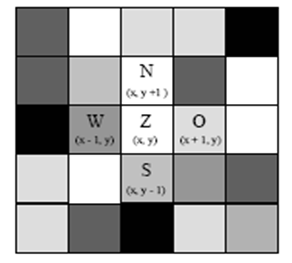 N
(x, y +1 )
W Z O
(x - 1, y) (x, y) (x + 1, y)
S
(x, y - 1)